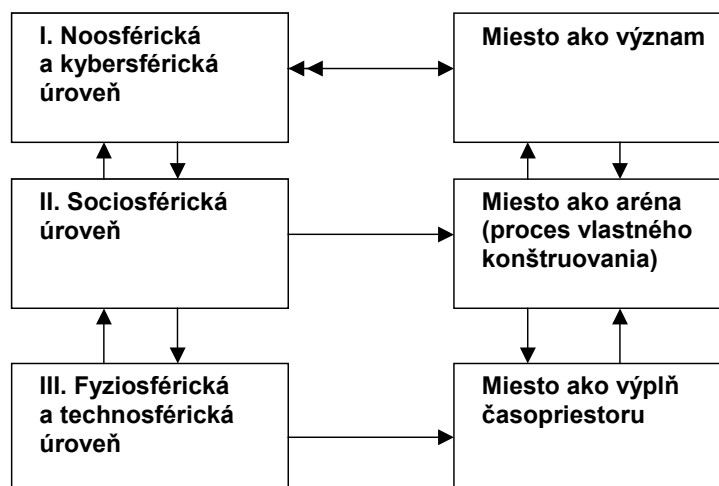 I. Noosférická
a kybersférická
úroveň
Miesto ako význam
II. Sociosférická
úroveň
Miesto ako aréna
(proces vlastného
konštruovania)
III. Fyziosférická
a technosférická
úroveň
Miesto ako výplň
časopriestoru